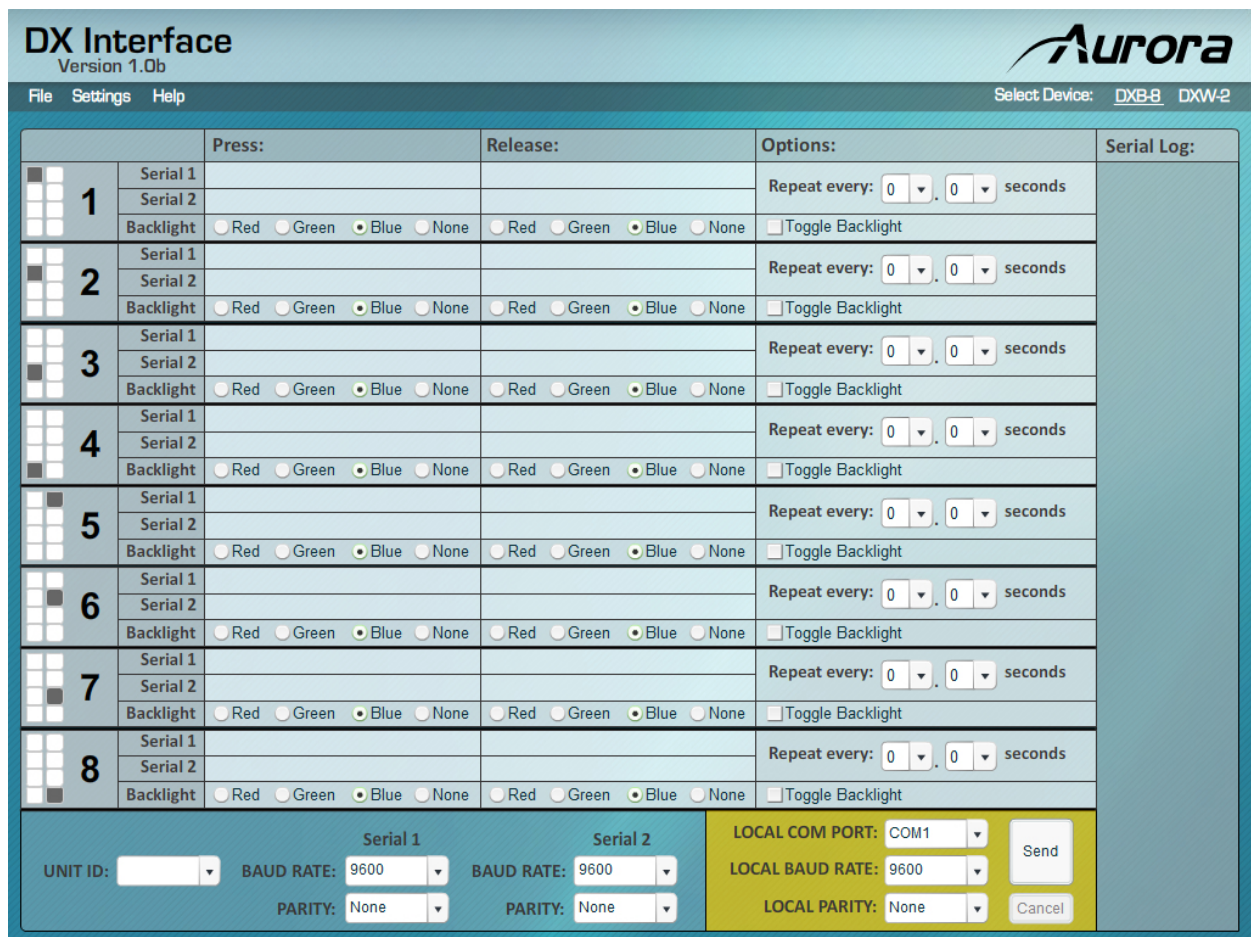 DX Interface
Version 1.0b
Aurora
File Settings Help
Select Device: DXB-8 DXW-2
Press: Release: Options: Serial Log:
1
Serial 1
Serial 2
Repeat every: 0 . 0 seconds
Backlight Red Green Blue None Red Green Blue None Toggle Backlight
2
Serial 1
Serial 2
Repeat every: 0 . 0 seconds
Backlight Red Green Blue None Red Green Blue None Toggle Backlight
3
Serial 1
Serial 2
Repeat every: 0 . 0 seconds
Backlight Red Green Blue None Red Green Blue None Toggle Backlight
4
Serial 1
Serial 2
Repeat every: 0 . 0 seconds
Backlight Red Green Blue None Red Green Blue None Toggle Backlight
5
Serial 1
Serial 2
Repeat every: 0 . 0 seconds
Backlight Red Green Blue None Red Green Blue None Toggle Backlight
6
Serial 1
Serial 2
Repeat every: 0 . 0 seconds
Backlight Red Green Blue None Red Green Blue None Toggle Backlight
7
Serial 1
Serial 2
Repeat every: 0 . 0 seconds
Backlight Red Green Blue None Red Green Blue None Toggle Backlight
8
Serial 1
Serial 2
Repeat every: 0 . 0 seconds
Backlight Red Green Blue None Red Green Blue None Toggle Backlight
UNIT ID:
Serial 1
BAUD RATE: 9600
PARITY: None
Serial 2
BAUD RATE: 9600
PARITY: None
LOCAL COM PORT: COM1
LOCAL BAUD RATE: 9600
LOCAL PARITY: None
Send
Cancel